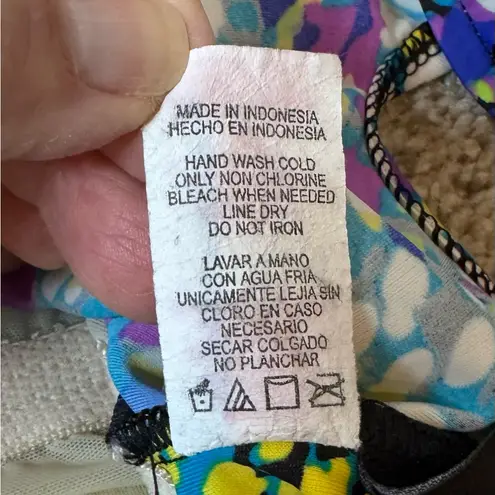 MADE IN INDONESIA
HECHO EN INDONESIA
HAND WASH COLD
ONLY NON CHLORINE
BLEACH WHEN NEEDED
LINE DRY
DO NOT IRON
LAVAR A MANO
CON AGUA FRIA
UNICAMENTE LEJIA SIN
CLORO EN CASO
NECESARIO
SECAR COLGADO
NO PLANCHAR